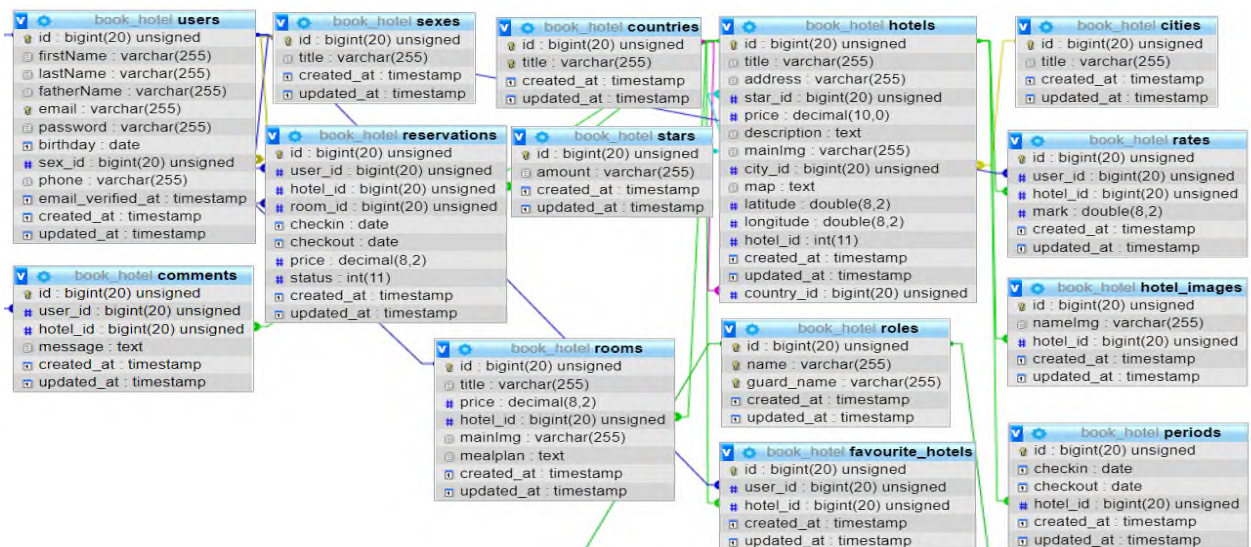 book_hotel users
id : bigint(20) unsigned
firstName : varchar(255)
lastName : varchar(255)
fatherName : varchar(255)
email : varchar(255)
password : varchar(255)
birthday : date
sex_id : bigint(20) unsigned
phone : varchar(255)
email_verified_at : timestamp
created_at : timestamp
updated_at : timestamp
book_hotel sexes
id : bigint(20) unsigned
title : varchar(255)
created_at : timestamp
updated_at : timestamp
book_hotel countries
id : bigint(20) unsigned
title : varchar(255)
created_at : timestamp
updated_at : timestamp
book_hotel hotels
id : bigint(20) unsigned
title : varchar(255)
address : varchar(255)
star_id : bigint(20) unsigned
price : decimal(10,0)
description : text
mainImg : varchar(255)
city_id : bigint(20) unsigned
map : text
latitude : double(8,2)
longitude : double(8,2)
hotel_id : int(11)
created_at : timestamp
updated_at : timestamp
country_id : bigint(20) unsigned
book_hotel cities
id : bigint(20) unsigned
title : varchar(255)
created_at : timestamp
updated_at : timestamp
book_hotel reservations
id : bigint(20) unsigned
user_id : bigint(20) unsigned
hotel_id : bigint(20) unsigned
room_id : bigint(20) unsigned
checkin : date
checkout : date
price : decimal(8,2)
status : int(11)
created_at : timestamp
updated_at : timestamp
book_hotel stars
id : bigint(20) unsigned
amount : varchar(255)
created_at : timestamp
updated_at : timestamp
book_hotel rates
id : bigint(20) unsigned
user_id : bigint(20) unsigned
hotel_id : bigint(20) unsigned
mark : double(8,2)
created_at : timestamp
updated_at : timestamp
book_hotel comments
id : bigint(20) unsigned
user_id : bigint(20) unsigned
hotel_id : bigint(20) unsigned
message : text
created_at : timestamp
updated_at : timestamp
book_hotel hotel_images
id : bigint(20) unsigned
nameImg : varchar(255)
hotel_id : bigint(20) unsigned
created_at : timestamp
updated_at : timestamp
book_hotel rooms
id : bigint(20) unsigned
title : varchar(255)
price : decimal(8,2)
hotel_id : bigint(20) unsigned
mainImg : varchar(255)
mealplan : text
created_at : timestamp
updated_at : timestamp
book_hotel roles
id : bigint(20) unsigned
name : varchar(255)
guard_name : varchar(255)
created_at : timestamp
updated_at : timestamp
book_hotel favourite_hotels
id : bigint(20) unsigned
user_id : bigint(20) unsigned
hotel_id : bigint(20) unsigned
created_at : timestamp
updated_at : timestamp
book_hotel periods
id : bigint(20) unsigned
checkin : date
checkout : date
hotel_id : bigint(20) unsigned
created_at : timestamp
updated_at : timestamp